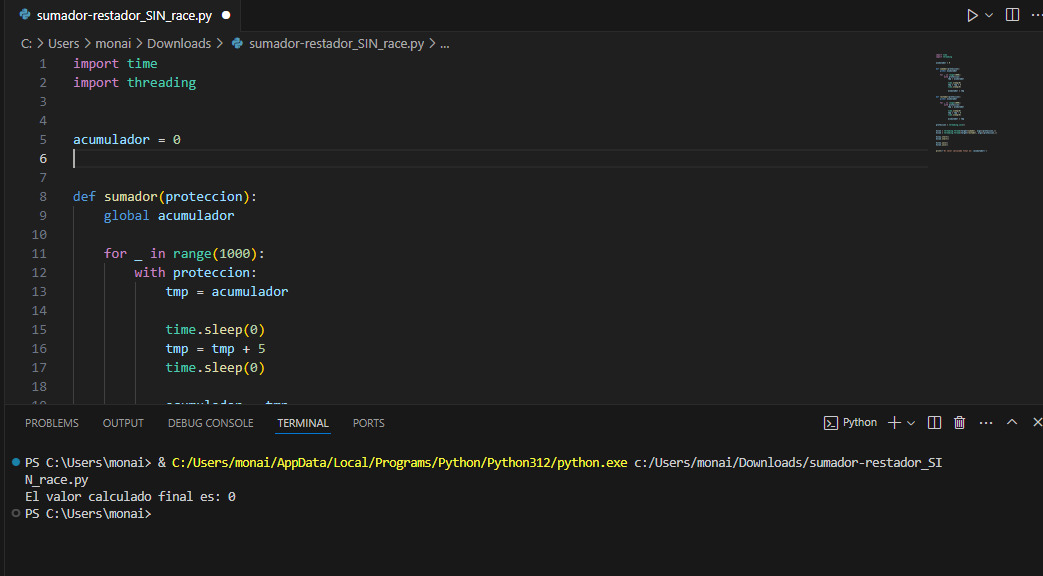 sumador-restador_SIN_race.py
C: > Users > monai > Downloads > sumador-restador_SIN_race.py > ...
1 import time
2 import threading
3
4
5 acumulador = 0
6
7
8 def sumador(proteccion):
9     global acumulador
10
11     for _ in range(1000):
12         with proteccion:
13             tmp = acumulador
14
15             time.sleep(0)
16             tmp = tmp + 5
17             time.sleep(0)
18
PROBLEMS OUTPUT DEBUG CONSOLE TERMINAL PORTS Python
PS C:\Users\monai> & C:/Users/monai/AppData/Local/Programs/Python/Python312/python.exe c:/Users/monai/Downloads/sumador-restador_SI
N_race.py
El valor calculado final es: 0
PS C:\Users\monai>